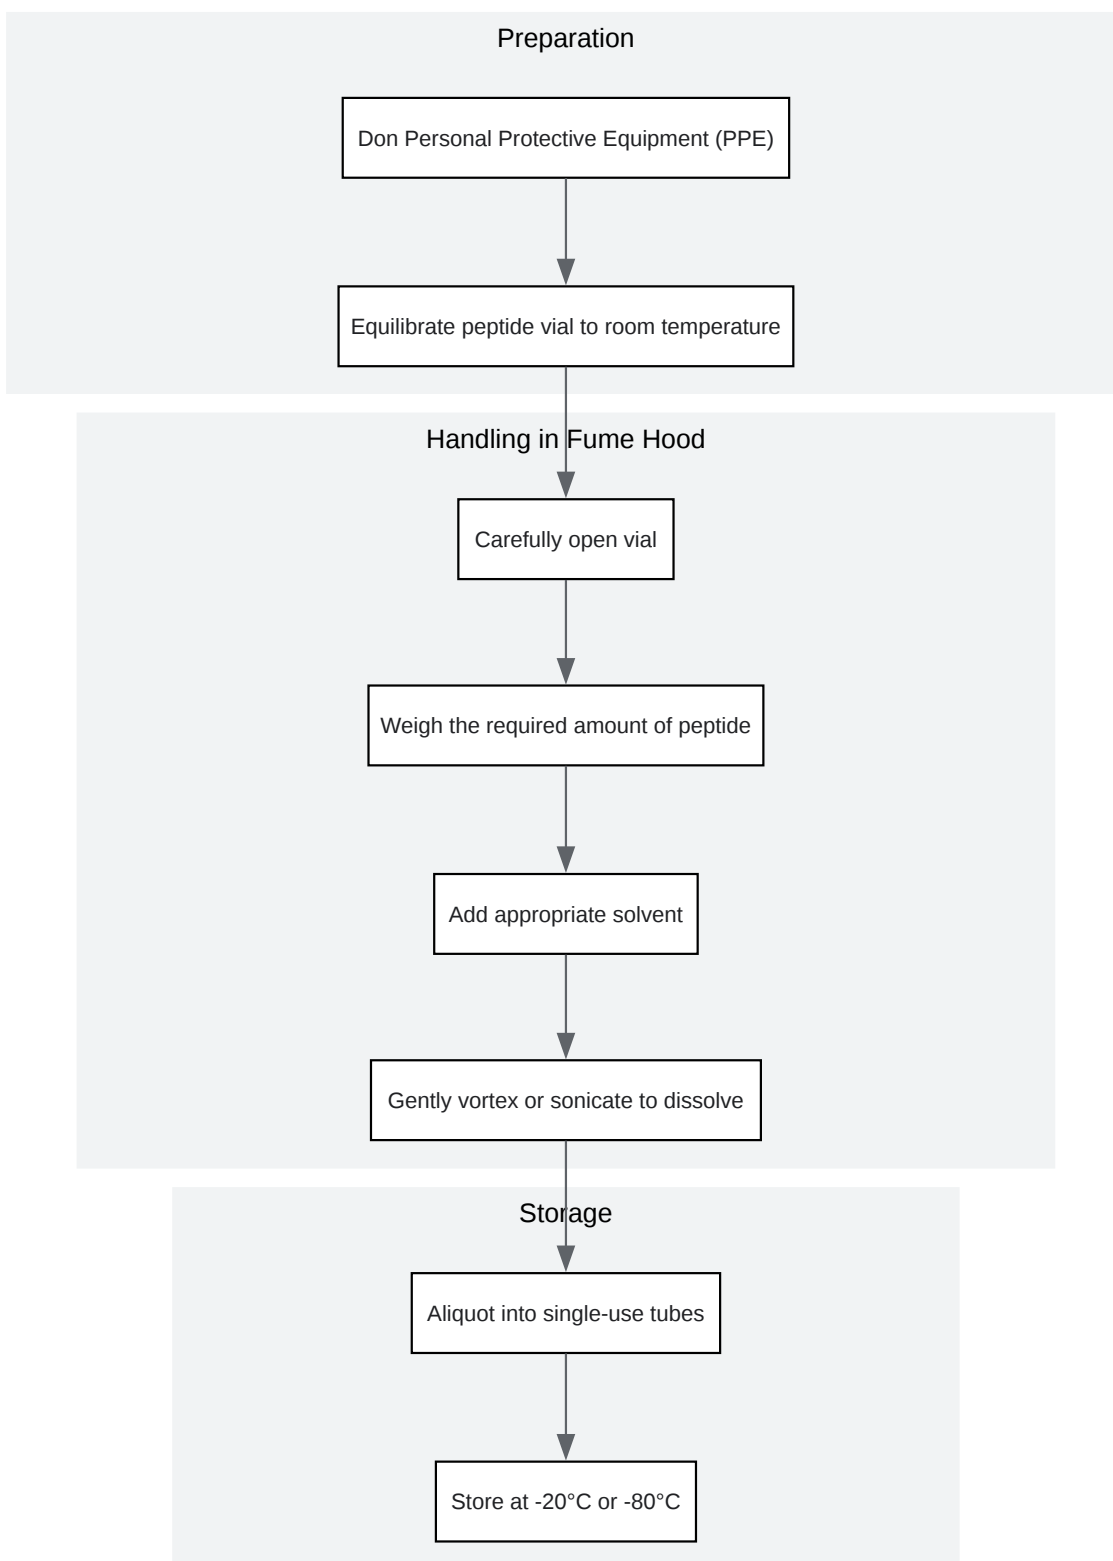 Preparation
Don Personal Protective Equipment (PPE)
Equilibrate peptide vial to room temperature
Handling in Fume Hood
Carefully open vial
Weigh the required amount of peptide
Add appropriate solvent
Gently vortex or sonicate to dissolve
Storage
Aliquot into single-use tubes
Store at -20°C or -80°C